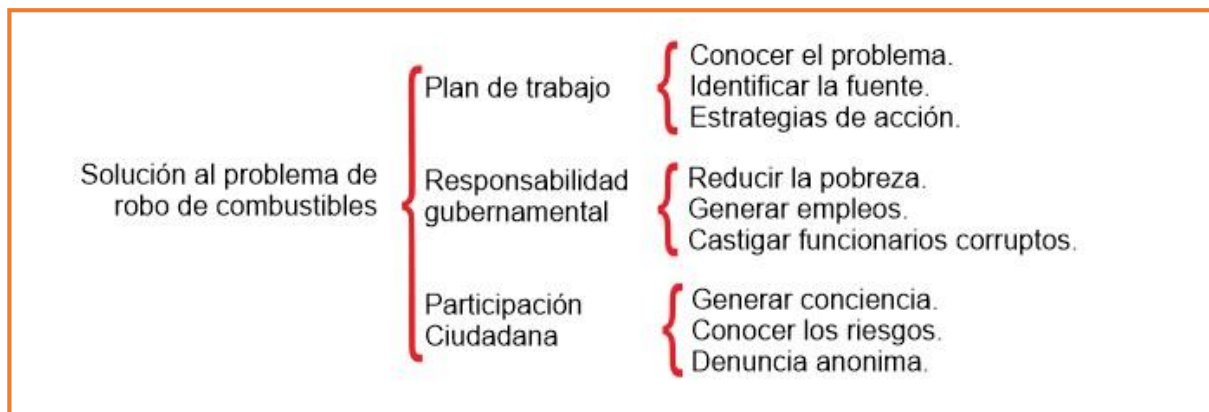 Solución al problema de
robo de combustibles
Plan de trabajo
Conocer el problema.
Identificar la fuente.
Estrategias de acción.
Responsabilidad
gubernamental
Reducir la pobreza.
Generar empleos.
Castigar funcionarios corruptos.
Participación
Ciudadana
Generar conciencia.
Conocer los riesgos.
Denuncia anonima.